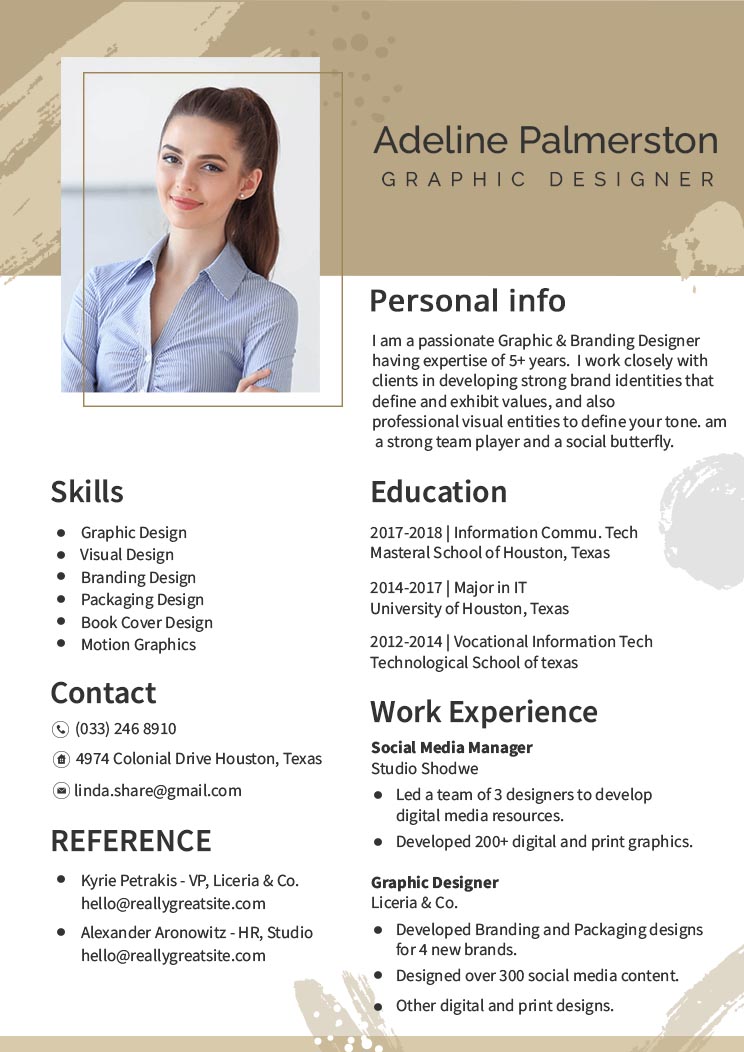 Adeline Palmerston
GRAPHIC DESIGNER
Personal info
I am a passionate Graphic & Branding Designer
having expertise of 5+ years. I work closely with
clients in developing strong brand identities that
define and exhibit values, and also
professional visual entities to define your tone. am
a strong team player and a social butterfly.
Skills
Graphic Design
Visual Design
Branding Design
Packaging Design
Book Cover Design
Motion Graphics
Contact
(033) 246 8910
4974 Colonial Drive Houston, Texas
linda.share@gmail.com
REFERENCE
Kyrie Petrakis - VP, Liceria & Co.
hello@reallygreatsite.com
Alexander Aronowitz - HR, Studio
hello@reallygreatsite.com
Education
2017-2018 | Information Commu. Tech
Masteral School of Houston, Texas
2014-2017 | Major in IT
University of Houston, Texas
2012-2014 | Vocational Information Tech
Technological School of texas
Work Experience
Social Media Manager
Studio Shodwe
Led a team of 3 designers to develop
digital media resources.
Developed 200+ digital and print graphics.
Graphic Designer
Liceria & Co.
Developed Branding and Packaging designs
for 4 new brands.
Designed over 300 social media content.
Other digital and print designs.